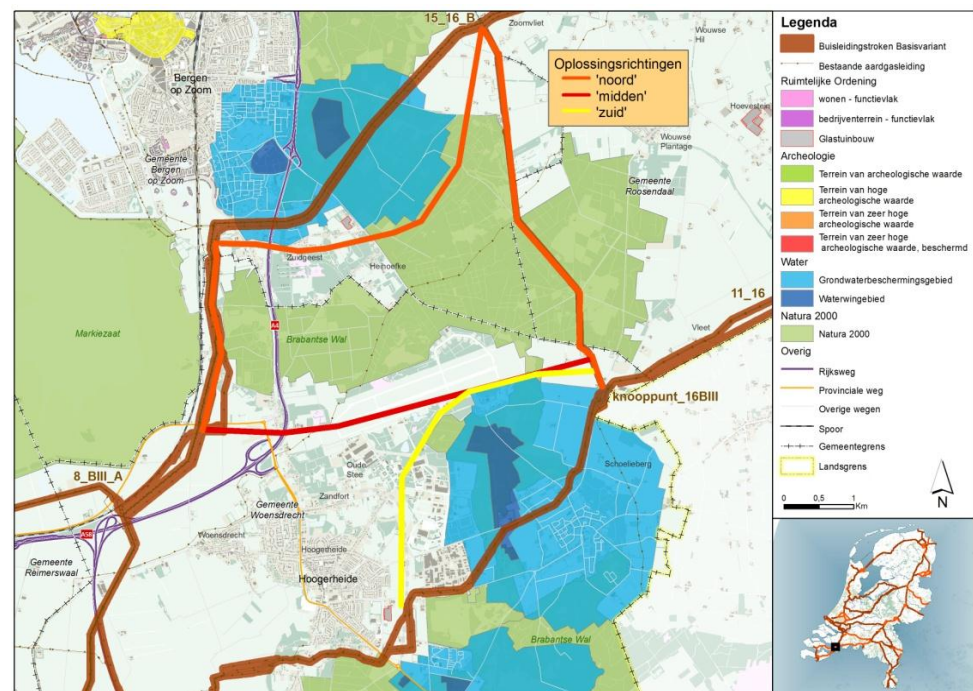 15_16_B
Zoomvliet
Wouwse
Hil
Bergen
op Zoom
Oplossingsrichtingen
'noord'
'midden'
'zuid'
Hoevestein
Wouwse
Plantage
Gemeente
Bergen
op Zoom
Gemeente
Roosendaal
Zuidgeest
Heinoefke
11_16
Markiezaat
A4
Vleet
Brabantse Wal
knooppunt_16BIII
8_BIII_A
Oude
Stee
Schoelieberg
Zandfort
Gemeente
Woensdrecht
Woensdrecht
A58
Hoogerheide
Gemeente
Reimerswaal
Hoogerheide
Brabantse Wal
Legenda
Buisleidingstroken Basisvariant
Bestaande aardgasleiding
Ruimtelijke Ordening
wonen - functievlak
bedrijventerrein - functievlak
Glastuinbouw
Archeologie
Terrein van archeologische waarde
Terrein van hoge
archeologische waarde
Terrein van zeer hoge
archeologische waarde
Terrein van zeer hoge
archeologische waarde, beschermd
Water
Grondwaterbeschermingsgebied
Waterwingebied
Natura 2000
Natura 2000
Overig
Rijksweg
Provinciale weg
Overige wegen
Spoor
Gemeentegrens
Landsgrens
0 0,5 1
Km
N